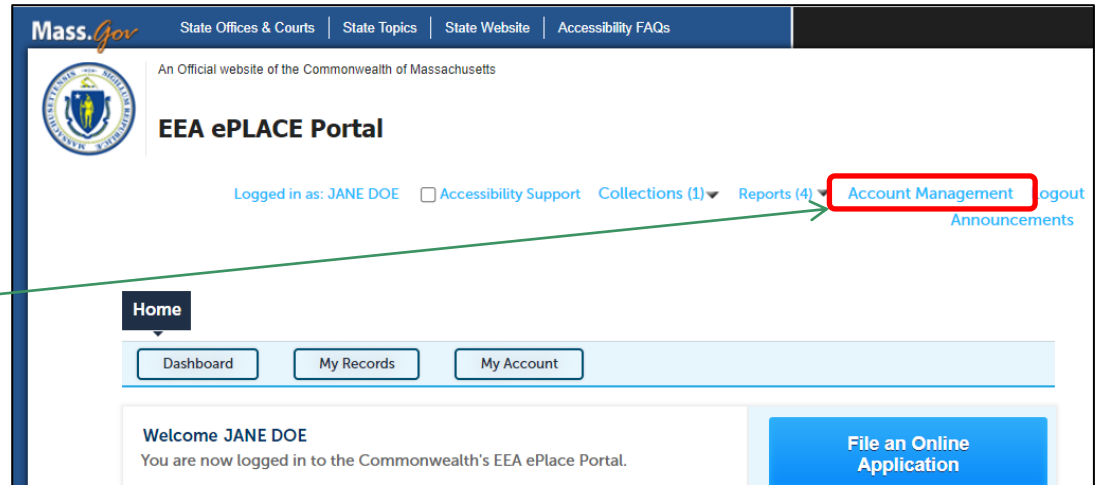 Mass.Gov State Offices & Courts State Topics State Website Accessibility FAQs
An Official website of the Commonwealth of Massachusetts
EEA ePLACE Portal
Logged in as: JANE DOE Accessibility Support Collections (1) Reports (4) Account Management Logout
Announcements
Home
Dashboard My Records My Account
Welcome JANE DOE
You are now logged in to the Commonwealth's EEA ePlace Portal.
File an Online
Application